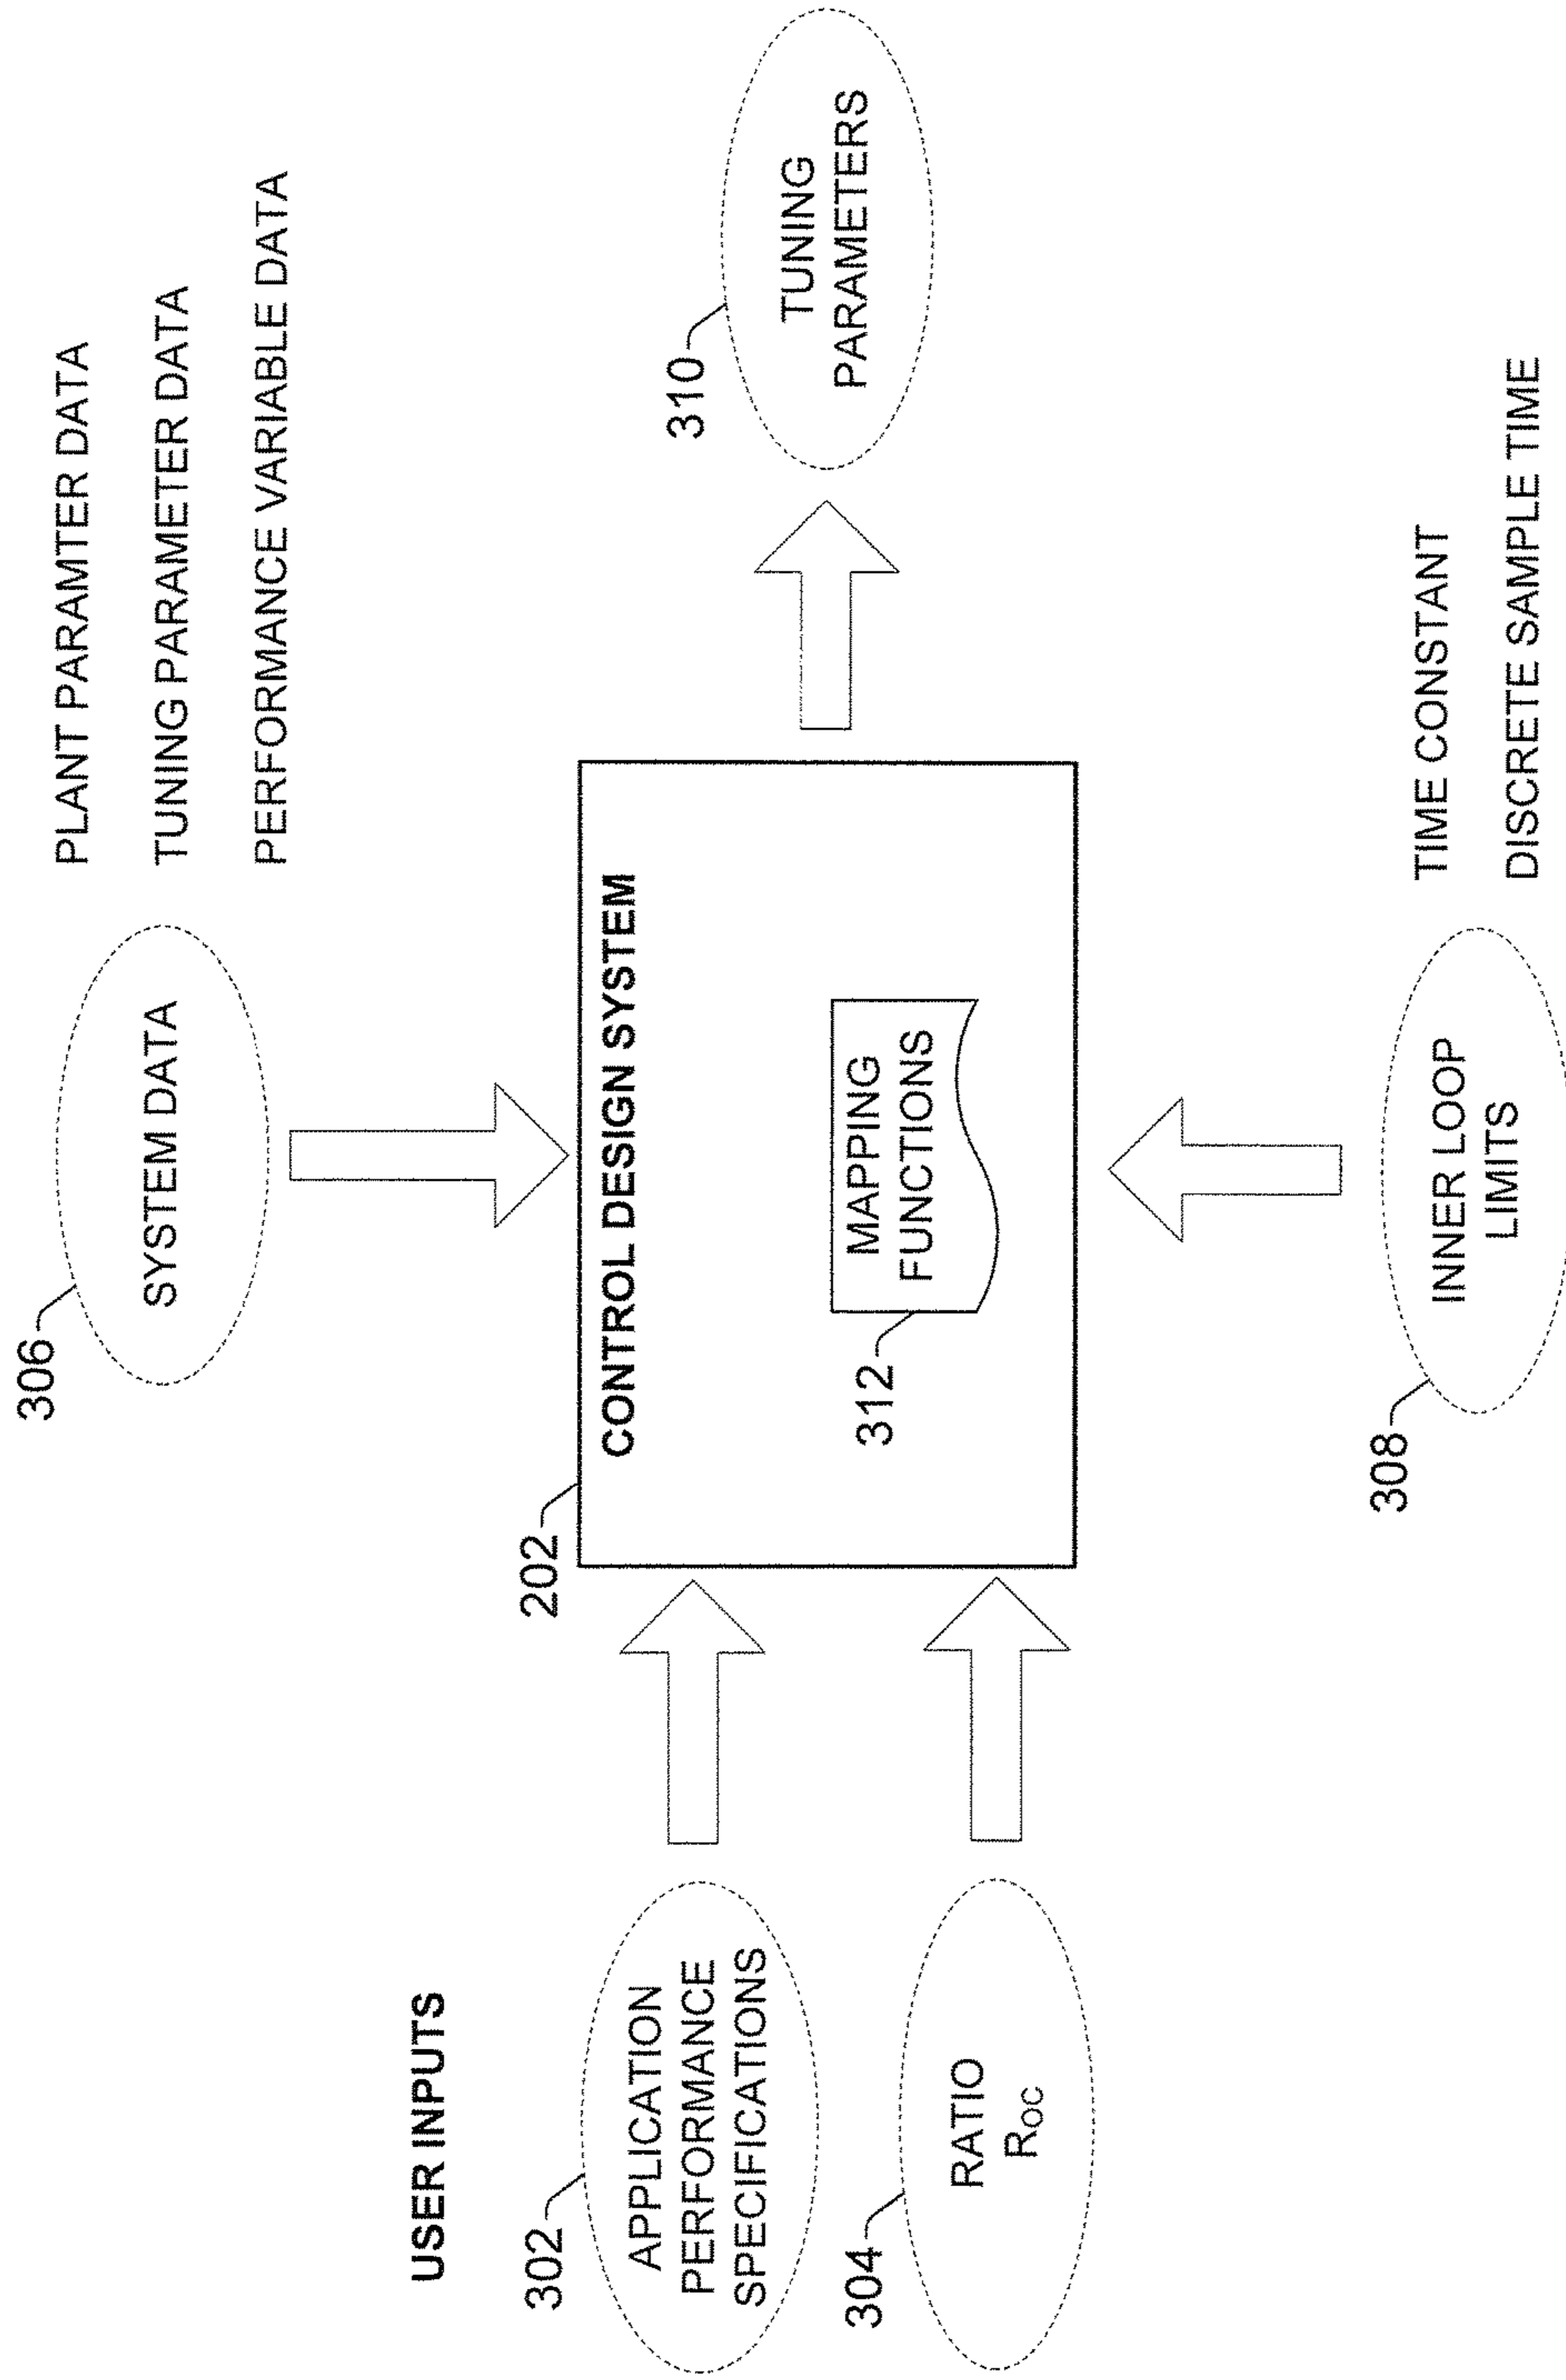 306
SYSTEM DATA
PLANT PARAMTER DATA
TUNING PARAMETER DATA
PERFORMANCE VARIABLE DATA
USER INPUTS
302
APPLICATION
PERFORMANCE
SPECIFICATIONS
304
RATIO
ROC
202
CONTROL DESIGN SYSTEM
312
MAPPING
FUNCTIONS
310
TUNING
PARAMETERS
308
INNER LOOP
LIMITS
TIME CONSTANT
DISCRETE SAMPLE TIME